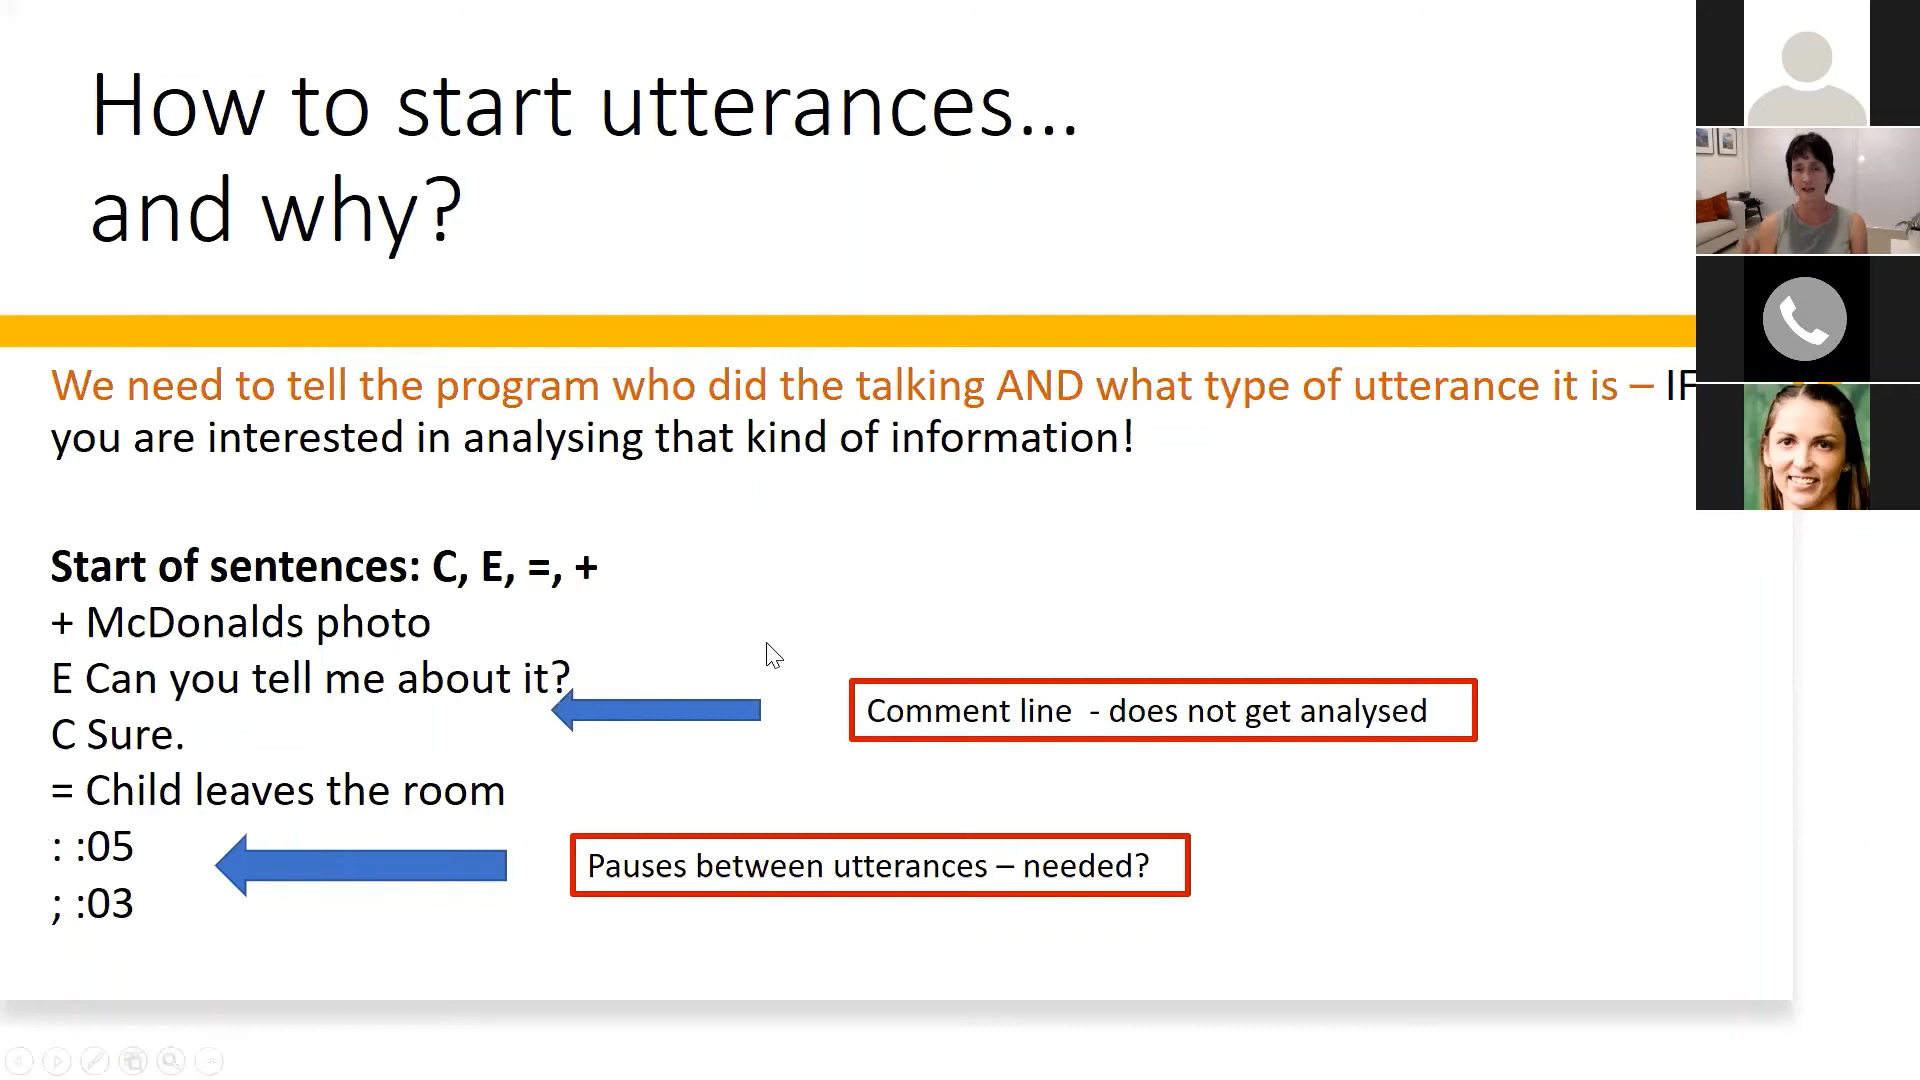 How to start utterances...
and why?
We need to tell the program who did the talking AND what type of utterance it is – IF
you are interested in analysing that kind of information!
Start of sentences: C, E, =, +
+ McDonalds photo
E Can you tell me about it?
Comment line - does not get analysed
C Sure.
= Child leaves the room
: :05
Pauses between utterances – needed?
; :03